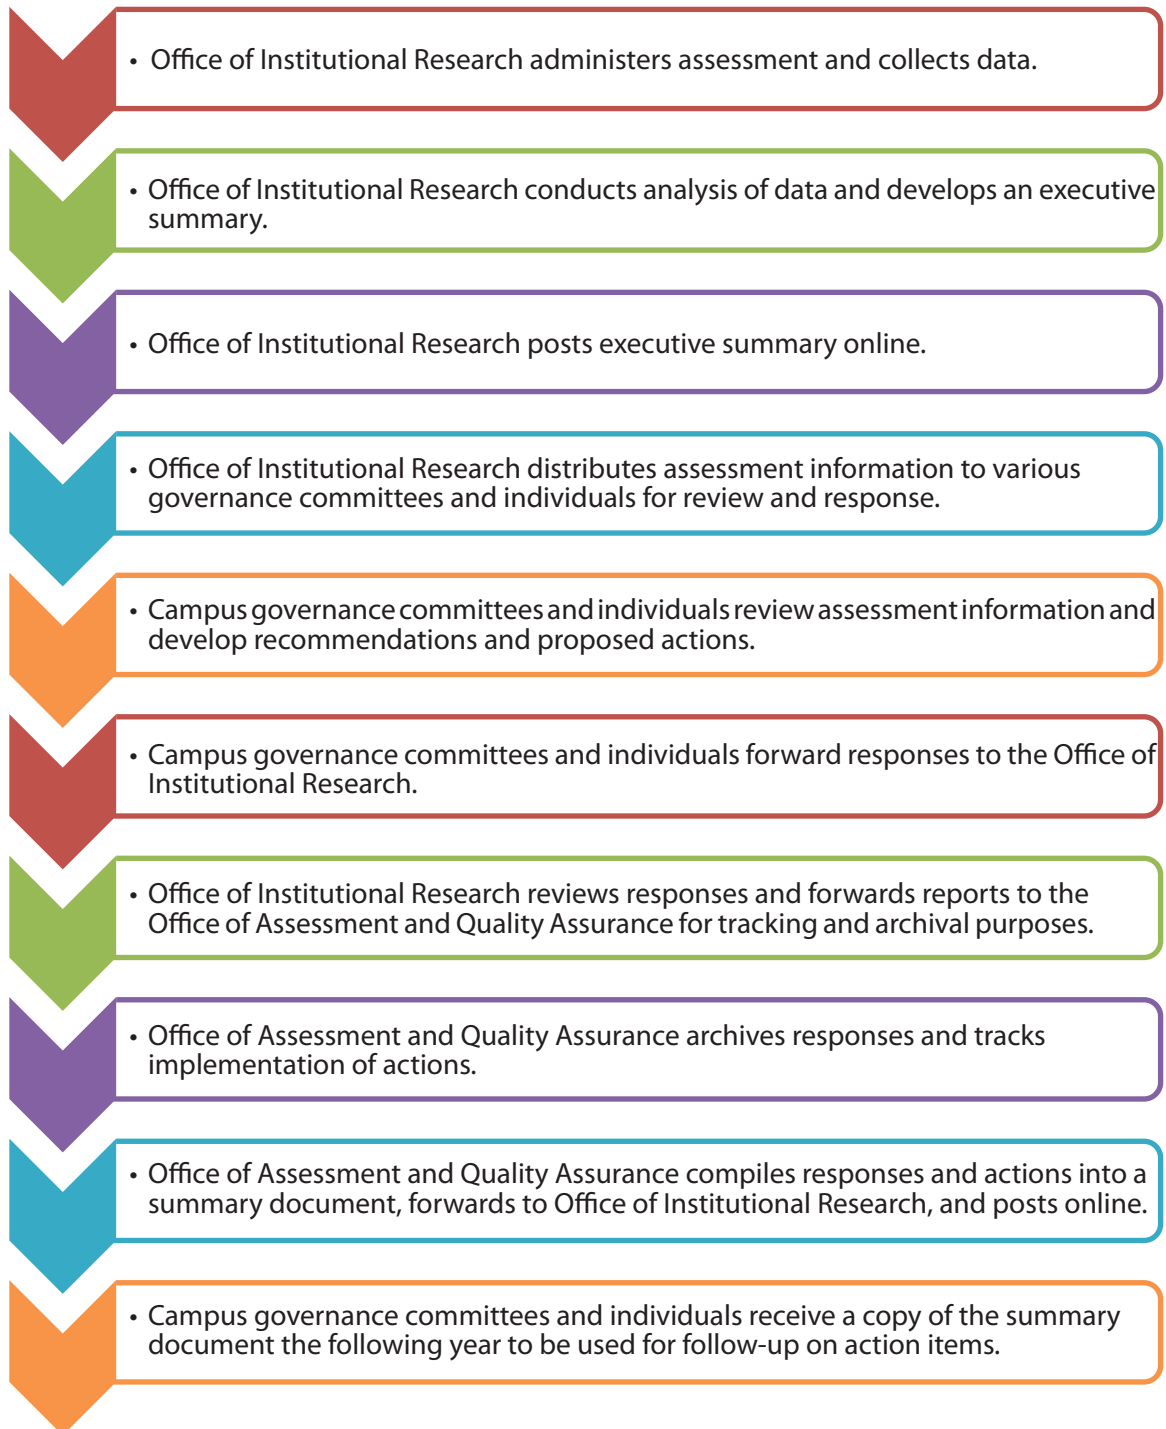 • Office of Institutional Research administers assessment and collects data.
• Office of Institutional Research conducts analysis of data and develops an executive
summary.
• Office of Institutional Research posts executive summary online.
• Office of Institutional Research distributes assessment information to various
governance committees and individuals for review and response.
• Campus governance committees and individuals review assessment information and
develop recommendations and proposed actions.
• Campus governance committees and individuals forward responses to the Office of
Institutional Research.
• Office of Institutional Research reviews responses and forwards reports to the
Office of Assessment and Quality Assurance for tracking and archival purposes.
• Office of Assessment and Quality Assurance archives responses and tracks
implementation of actions.
• Office of Assessment and Quality Assurance compiles responses and actions into a
summary document, forwards to Office of Institutional Research, and posts online.
• Campus governance committees and individuals receive a copy of the summary
document the following year to be used for follow-up on action items.